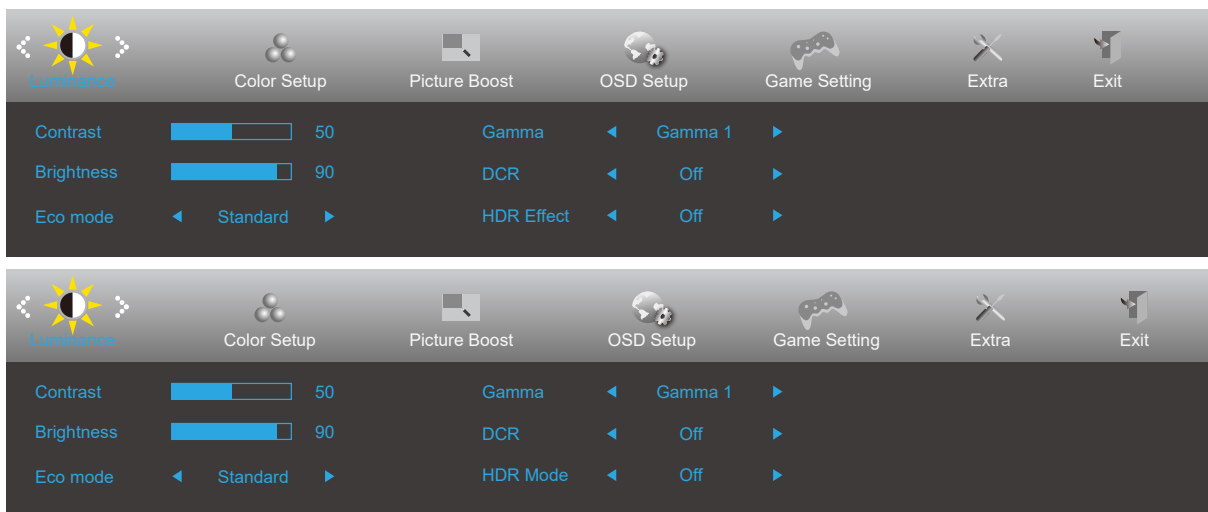 Luminance Color Setup Picture Boost OSD Setup Game Setting Extra Exit
Contrast 50 Gamma Gamma 1
Brightness 90 DCR Off
Eco mode Standard HDR Effect Off
Luminance Color Setup Picture Boost OSD Setup Game Setting Extra Exit
Contrast 50 Gamma Gamma 1
Brightness 90 DCR Off
Eco mode Standard HDR Mode Off